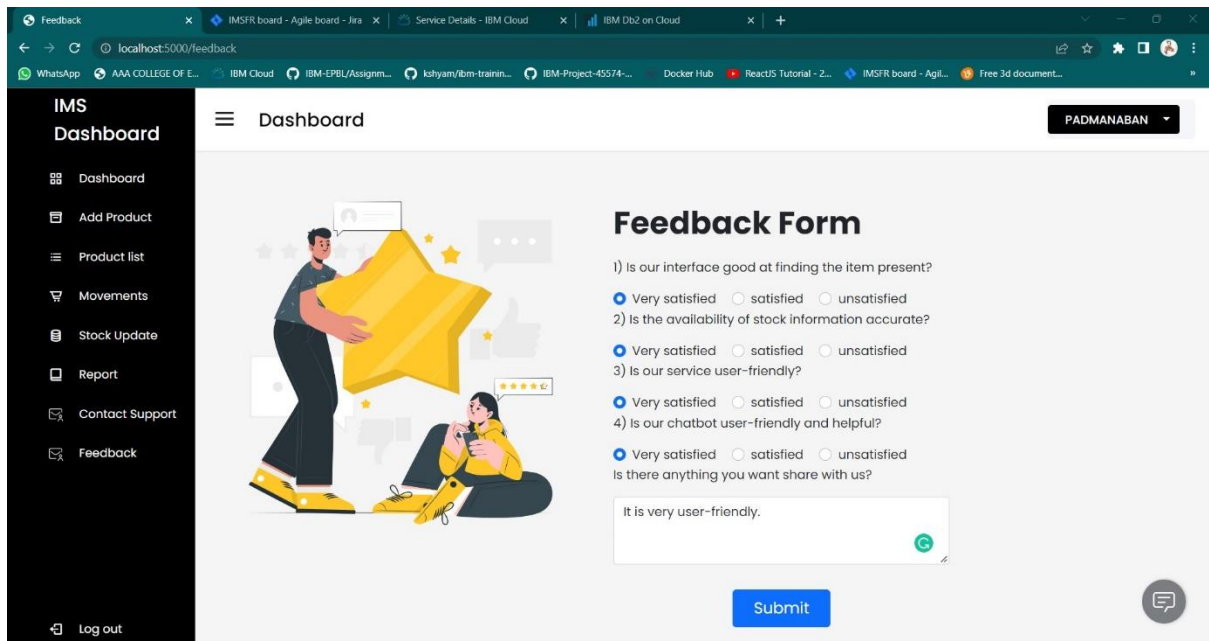 Feedback
IMSFR board - Agile board - Jira
Service Details - IBM Cloud
IBM Db2 on Cloud
localhost:5000/feedback
WhatsApp
AAA COLLEGE OF E...
IBM Cloud
IBM-EPBL/Assignm...
kshyam/ibm-trainin...
IBM-Project-45574-...
Docker Hub
ReactJS Tutorial - 2...
IMSFR board - Agil...
Free 3d document...
IMS
Dashboard
Dashboard
PADMANABAN
Dashboard
Add Product
Product list
Movements
Stock Update
Report
Contact Support
Feedback
Log out
Feedback Form
1) Is our interface good at finding the item present?
Very satisfied satisfied unsatisfied
2) Is the availability of stock information accurate?
Very satisfied satisfied unsatisfied
3) Is our service user-friendly?
Very satisfied satisfied unsatisfied
4) Is our chatbot user-friendly and helpful?
Very satisfied satisfied unsatisfied
Is there anything you want share with us?
It is very user-friendly.
Submit